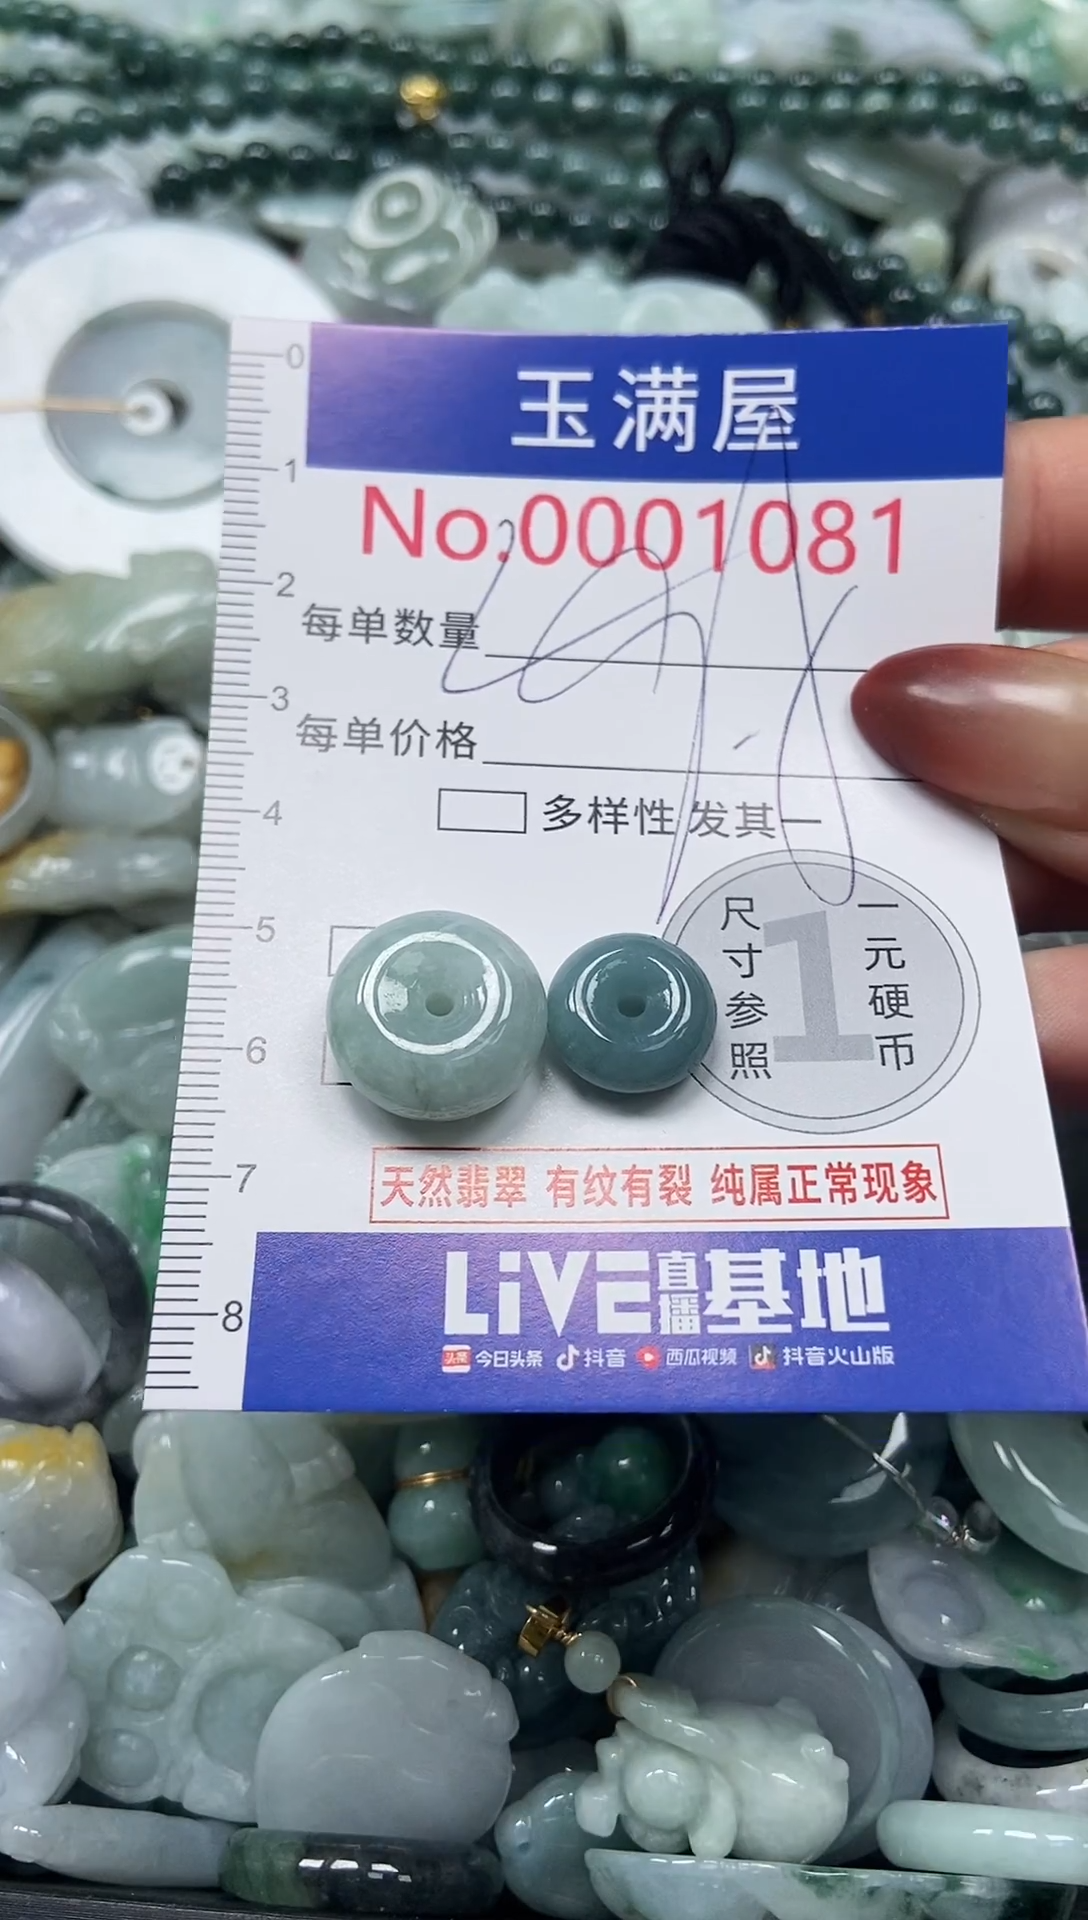 玉满屋
No.0001081
每单数量
每单价格
多样性 发其一
尺寸参照
1
一元硬币
天然翡翠 有纹有裂 纯属正常现象
LiVE直播基地
今日头条 抖音 西瓜视频 抖音火山版
0
1
2
3
4
5
6
7
8